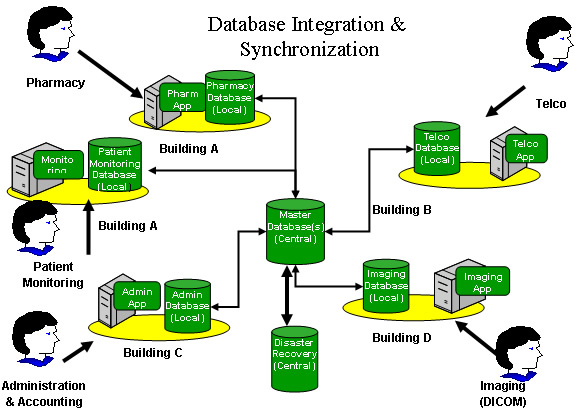 Database Integration &
Synchronization
Pharmacy
Pharm
App
Pharmacy
Database
(Local)
Building A
Telco
Telco
Database
(Local)
Telco
App
Building B
Monito
ring
Patient
Monitoring
Database
(Local)
Building A
Patient
Monitoring
Master
Database(s)
(Central)
Admin
App
Admin
Database
(Local)
Building C
Administration
& Accounting
Imaging
Database
(Local)
Imaging
App
Building D
Imaging
(DICOM)
Disaster
Recovery
(Central)